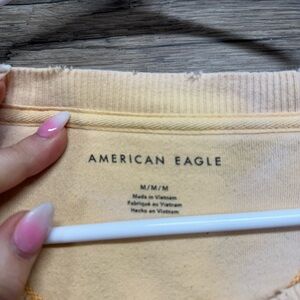 AMERICAN EAGLE
M/M/M
Made in Vietnam
Fabriqué au Vietnam
Hecho en Vietnam